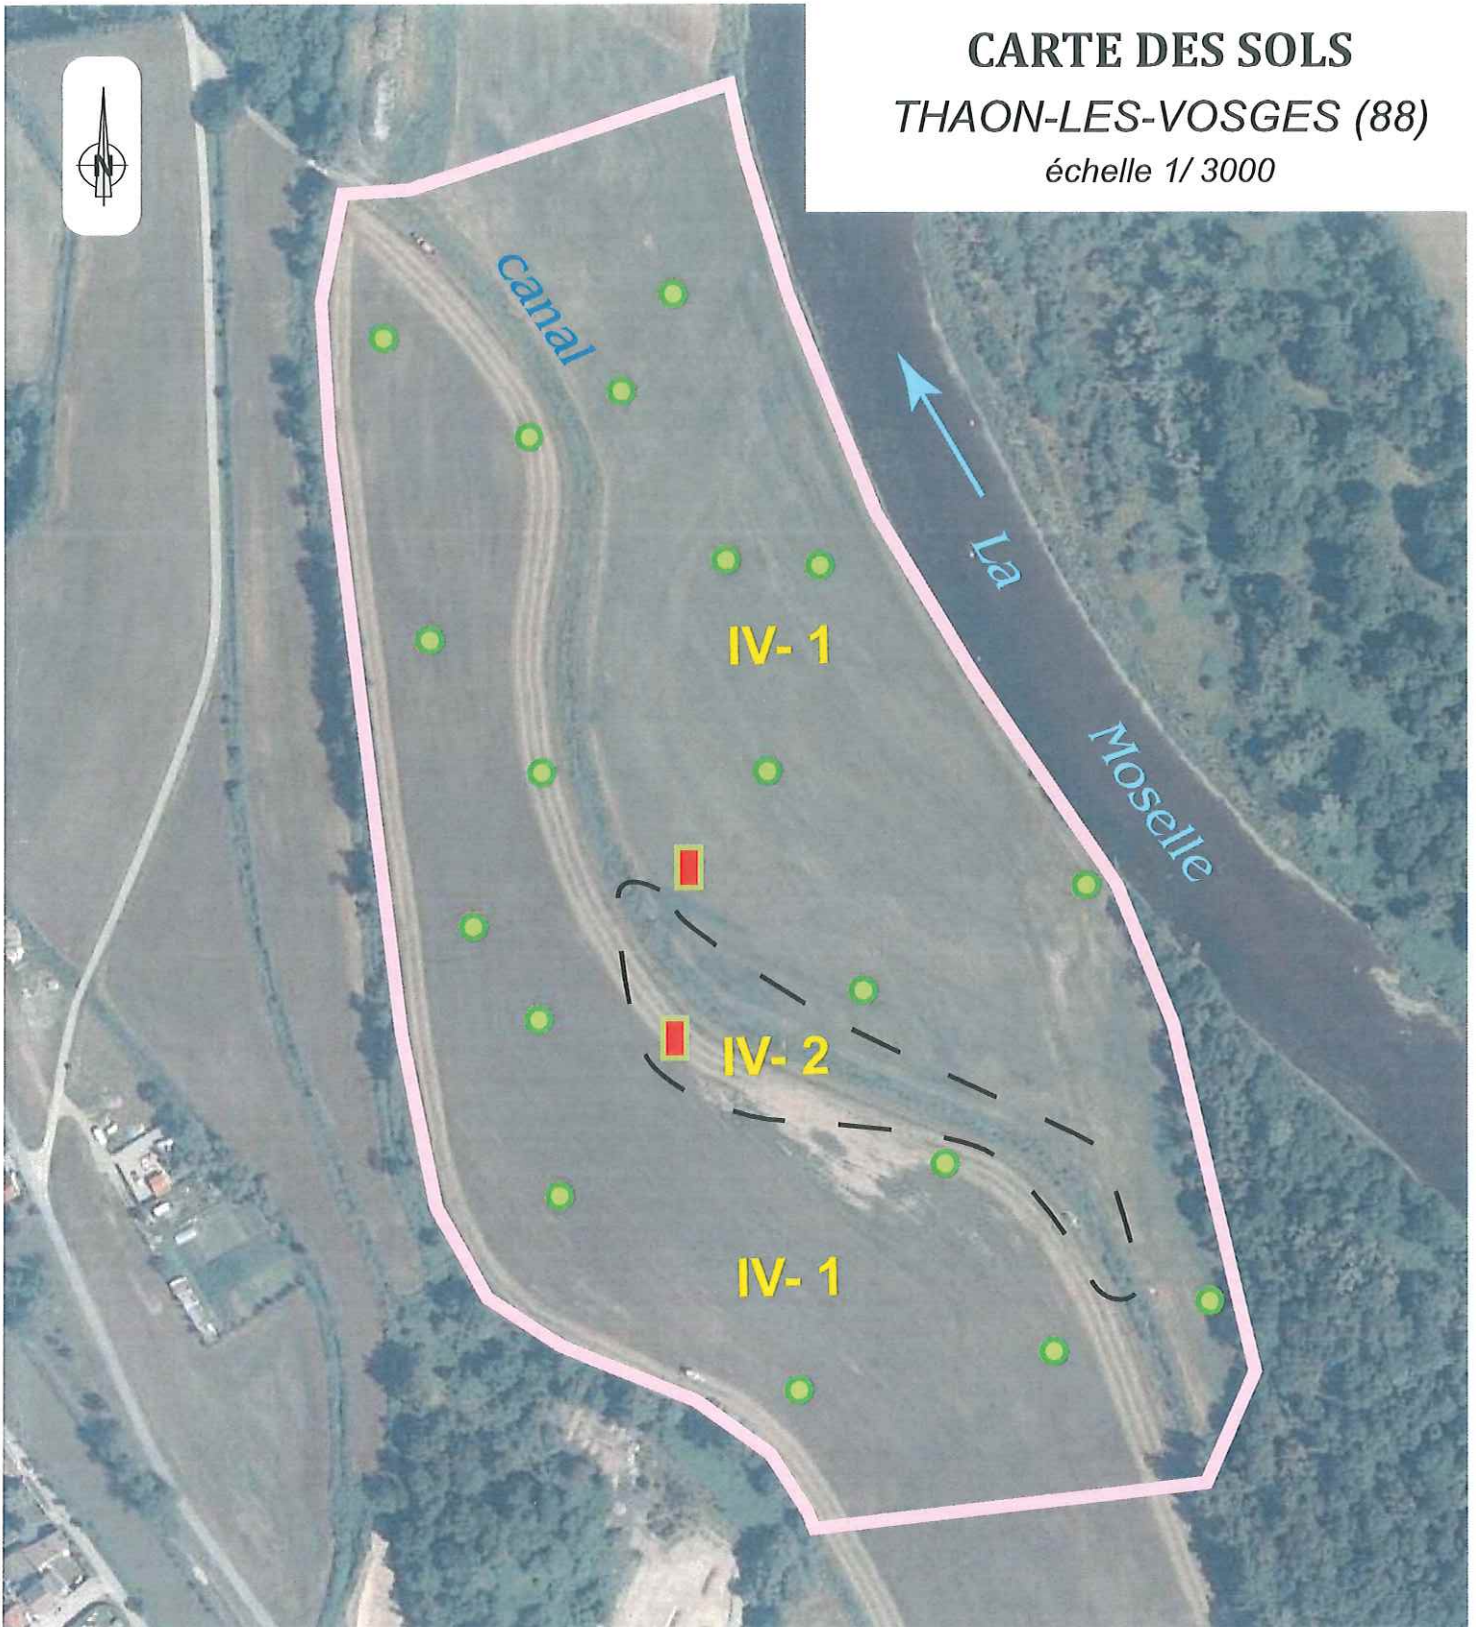 CARTE DES SOLS
THAON-LES-VOSGES (88)
échelle 1/ 3000
N
canal
La
Moselle
IV- 1
IV- 2
IV- 1